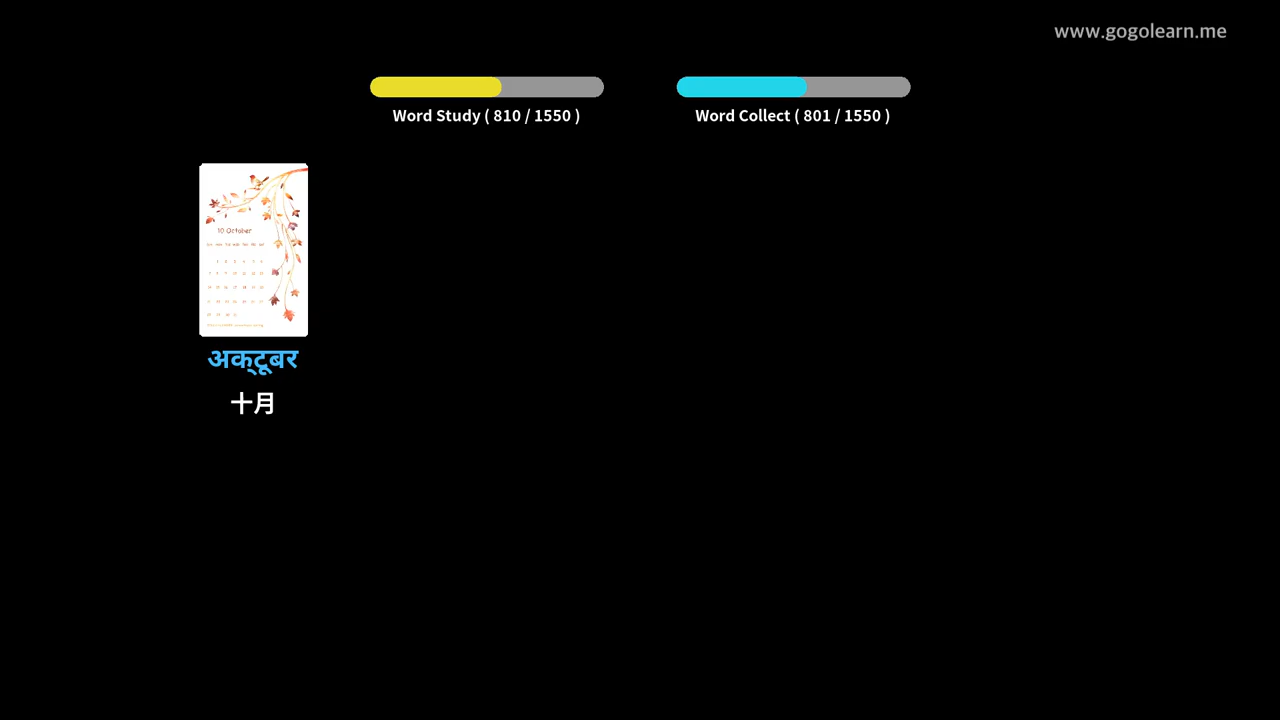 www.gogolearn.me
Word Study ( 810 / 1550 )
Word Collect ( 801 / 1550 )
10 October
अक्टूबर
十月